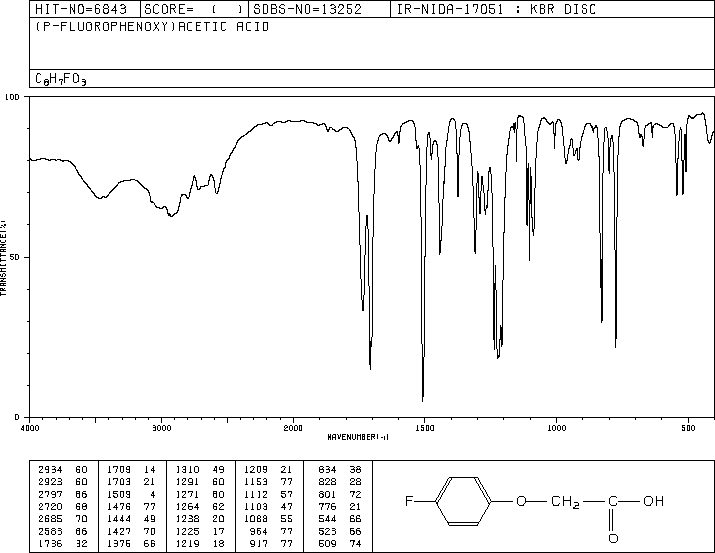 HIT-NO=6843 SCORE= ( ) SDBS-NO=13252 IR-NIDA-17051 : KBR DISC
(P-FLUOROPHENOXY)ACETIC ACID
C8H7FO3
100
50
0
TRANSMITTANCE(%)
4000 3000 2000 1500 1000 500
WAVENUMBER(-1)
2934 60 1709 14 1310 49 1209 21 834 38
2923 60 1703 21 1291 60 1153 77 828 28
2797 66 1509 4 1271 60 1112 57 801 72
2720 68 1476 77 1264 62 1103 47 776 21
2685 70 1444 49 1238 20 1088 55 544 66
2583 66 1427 70 1225 17 964 77 523 66
1736 32 1376 66 1219 18 917 77 509 74
F O CH2 C OH
O